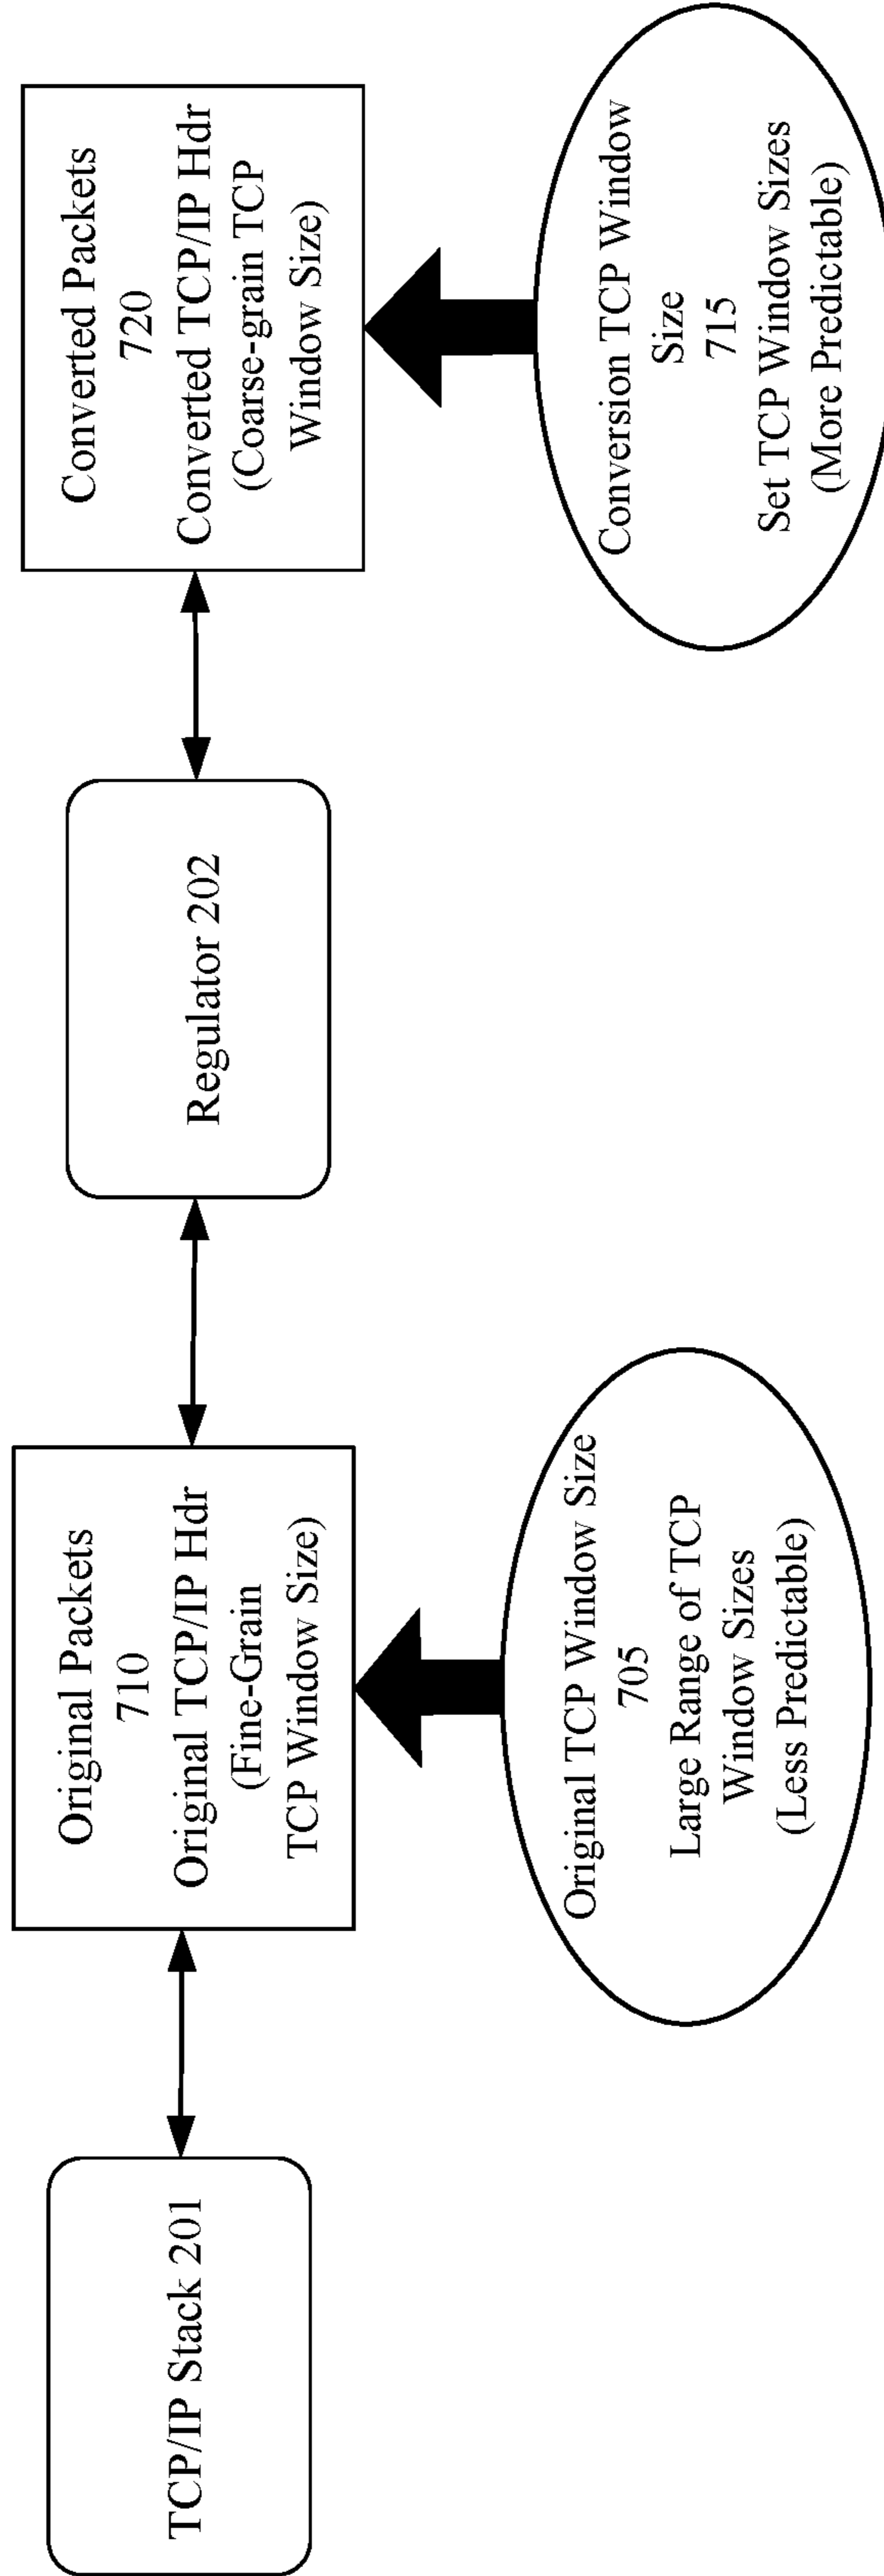 TCP/IP Stack 201
Original Packets
710
Original TCP/IP Hdr
(Fine-Grain
TCP Window Size)
Regulator 202
Converted Packets
720
Converted TCP/IP Hdr
(Coarse-grain TCP
Window Size)
Original TCP Window Size
705
Large Range of TCP
Window Sizes
(Less Predictable)
Conversion TCP Window
Size
715
Set TCP Window Sizes
(More Predictable)